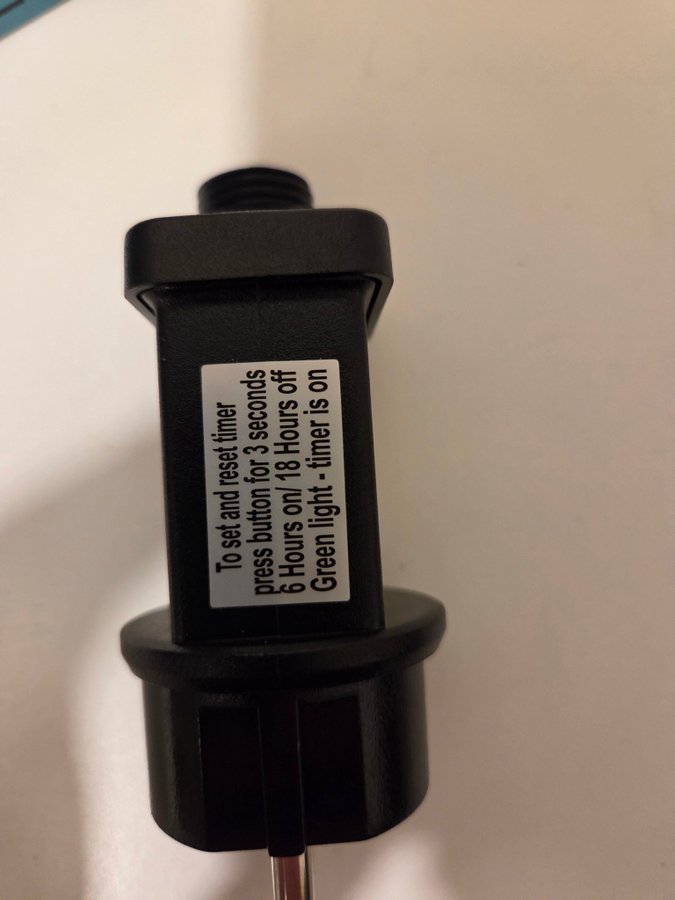 To set and reset timer
press button for 3 seconds
6 Hours on/ 18 Hours off
Green light - timer is on